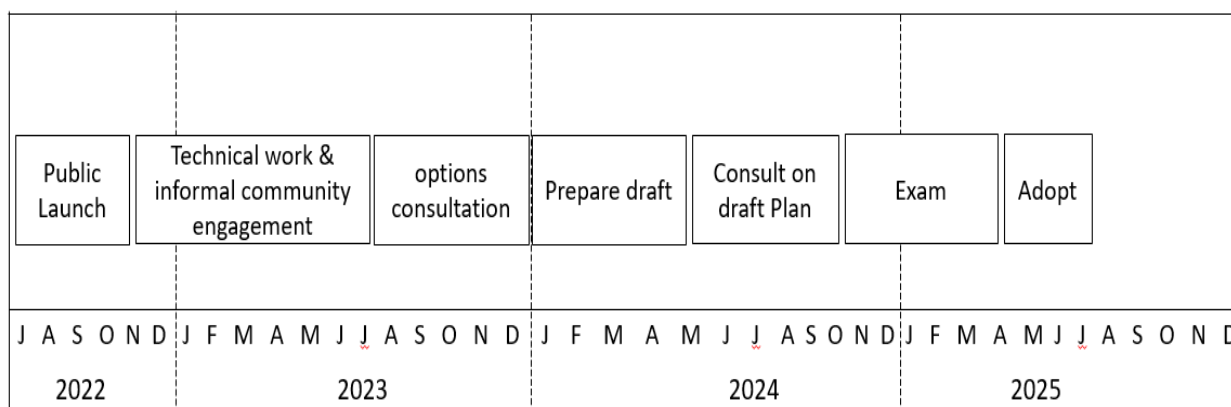 Public
Launch
Technical work &
informal community
engagement
options
consultation
Prepare draft
Consult on
draft Plan
Exam
Adopt
J A S O N D J F M A M J J A S O N D J F M A M J J A S O N D J F M A M J J A S O N D
2022 2023 2024 2025